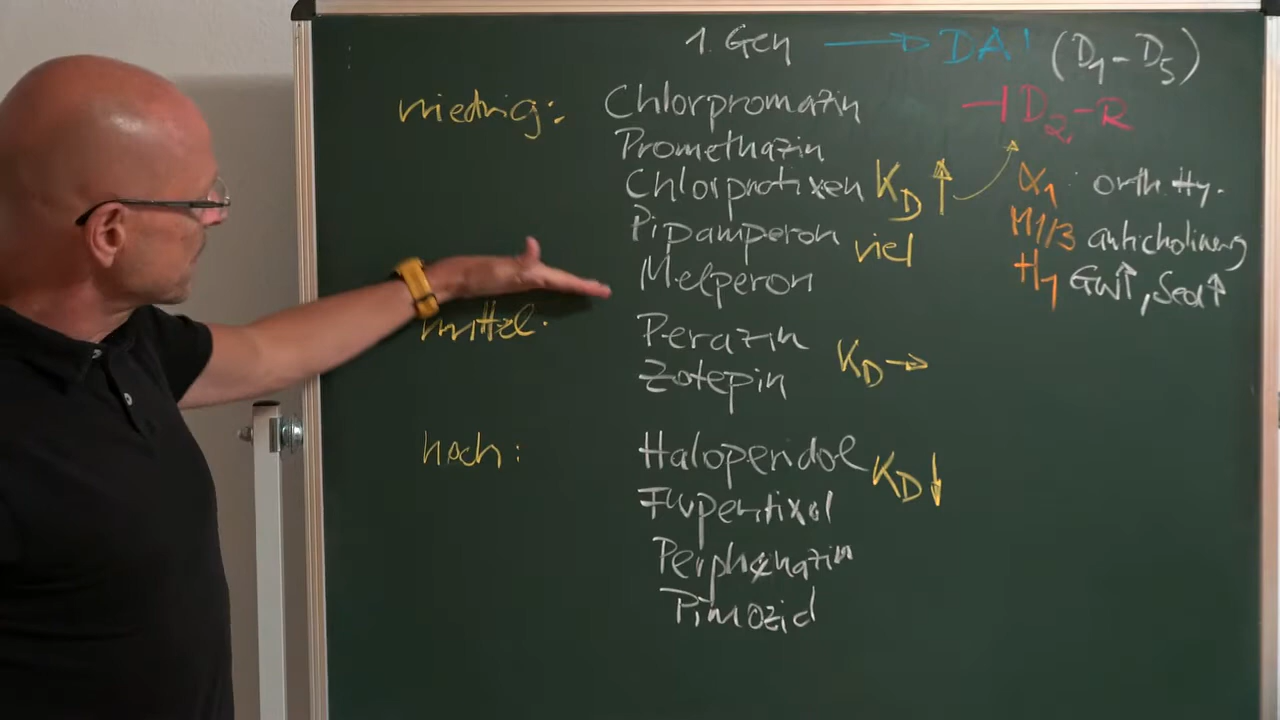 1. Gen → DA! (D1-D5)
niedrig: Chlorpromazin ⊣ D2-R
Promethazin
Chlorprotixen KD ↑ α1: orth. Hy.
Pipamperon viel M1/3 anticholinerg
Melperon H1 GW↑, Sed↑
mittel: Perazin
Zotepin KD →
hoch: Haloperidol KD ↓
Flupentixol
Perphenazin
Pimozid